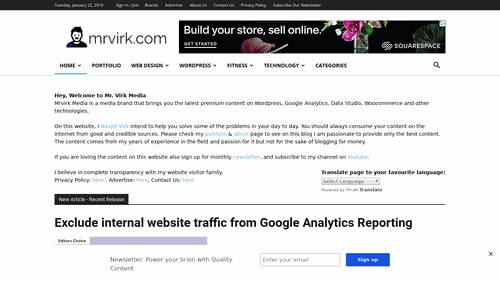 Tuesday, January 22, 2019 Sign in / Join Brands Advertise About Us Contact Us Privacy Policy Subscribe Our Newsletter
mrvirk.com
Build your store, sell online.
GET STARTED
SQUARESPACE
HOME PORTFOLIO WEB DESIGN WORDPRESS FITNESS TECHNOLOGY CATEGORIES
Hey, Welcome to Mr. Virk Media
Mrvirk Media is a media brand that brings you the latest premium content on Wordpress, Google Analytics, Data Studio, Woocommerce and other
technologies.
On this website, I Navjot Virk intend to help you solve some of the problems in your day to day. You should always consume your content on the
internet from good and credible sources. Please check my portfolio & about page to see on this blog I am passionate to provide only the best content.
The content comes from my years of experience in the field and passion for it but not for the sake of blogging for money.
If you are loving the content on this website also sign up for monthly newsletter. and subscribe to my channel on Youtube.
I believe in complete transparency with my website visitor family.
Privacy Policy: here , Advertise: here, Contact Us: here
Translate page to your favourite language:
Select Language
Powered by Google Translate
New Article - Recent Release
Exclude internal website traffic from Google Analytics Reporting
Editors Choice
Newsletter: Power your brain with Quality
Content
Enter your email
Sign up